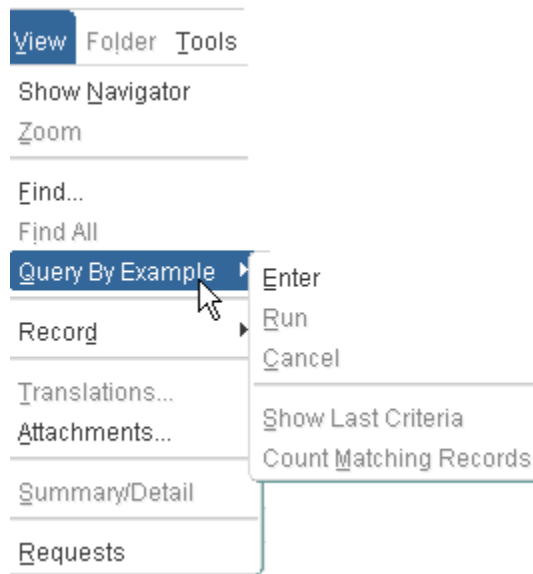 View Folder Tools
Show Navigator
Zoom
Find...
Find All
Query By Example
Enter
Run
Cancel
Show Last Criteria
Count Matching Records
Record
Translations...
Attachments...
Summary/Detail
Requests